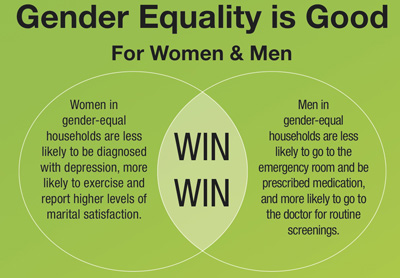 Gender Equality is Good
For Women & Men
Women in
gender-equal
households are less
likely to be diagnosed
with depression, more
likely to exercise and
report higher levels of
marital satisfaction.
WIN
WIN
Men in
gender-equal
households are less
likely to go to the
emergency room and be
prescribed medication,
and more likely to go to
the doctor for routine
screenings.